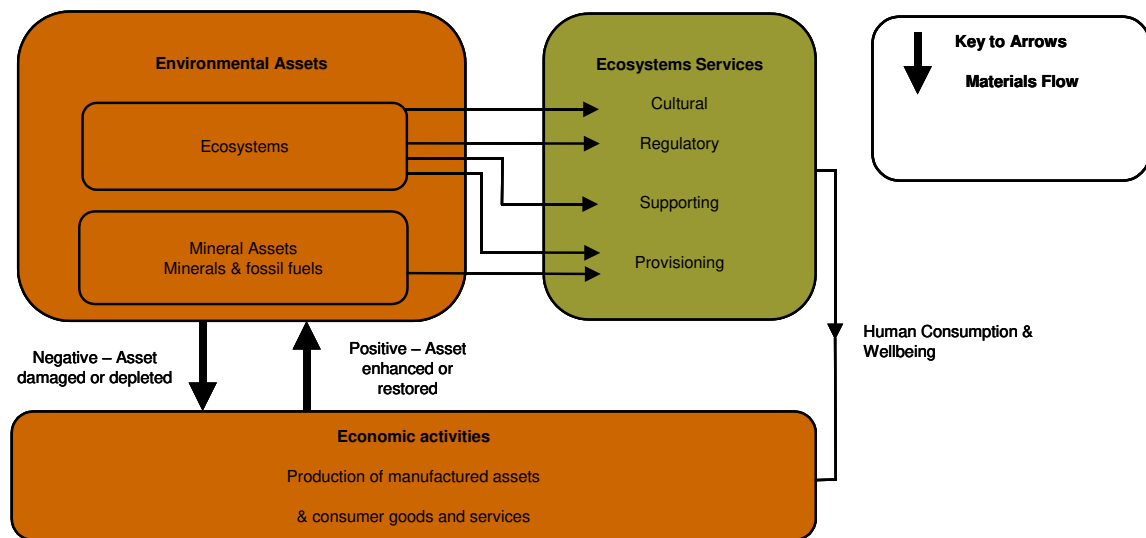 Environmental Assets
Ecosystems
Mineral Assets
Minerals & fossil fuels
Ecosystems Services
Cultural
Regulatory
Supporting
Provisioning
Key to Arrows
Materials Flow
Human Consumption &
Wellbeing
Negative – Asset
damaged or depleted
Positive – Asset
enhanced or
restored
Economic activities
Production of manufactured assets
& consumer goods and services